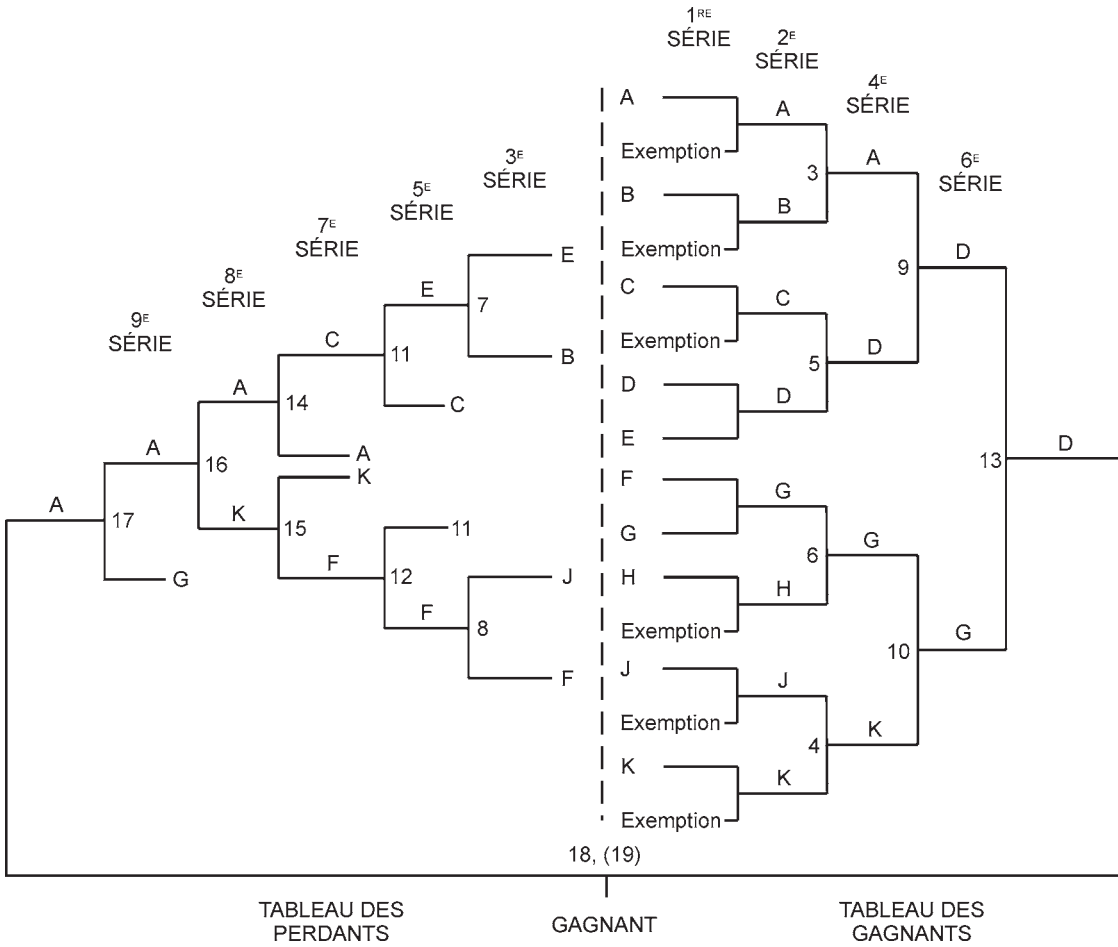 1RE
SÉRIE
2E
SÉRIE
4E
SÉRIE
6E
SÉRIE
3E
SÉRIE
5E
SÉRIE
7E
SÉRIE
8E
SÉRIE
9E
SÉRIE
A
Exemption
B
Exemption
C
Exemption
D
E
F
G
H
Exemption
J
Exemption
K
Exemption
A
3
B
C
5
D
G
6
H
J
4
K
A
9
D
G
10
K
D
13
G
D
E
7
B
E
11
C
C
14
A
A
K
15
F
11
12
F
J
8
F
A
16
K
A
17
G
18, (19)
TABLEAU DES
PERDANTS
GAGNANT
TABLEAU DES
GAGNANTS